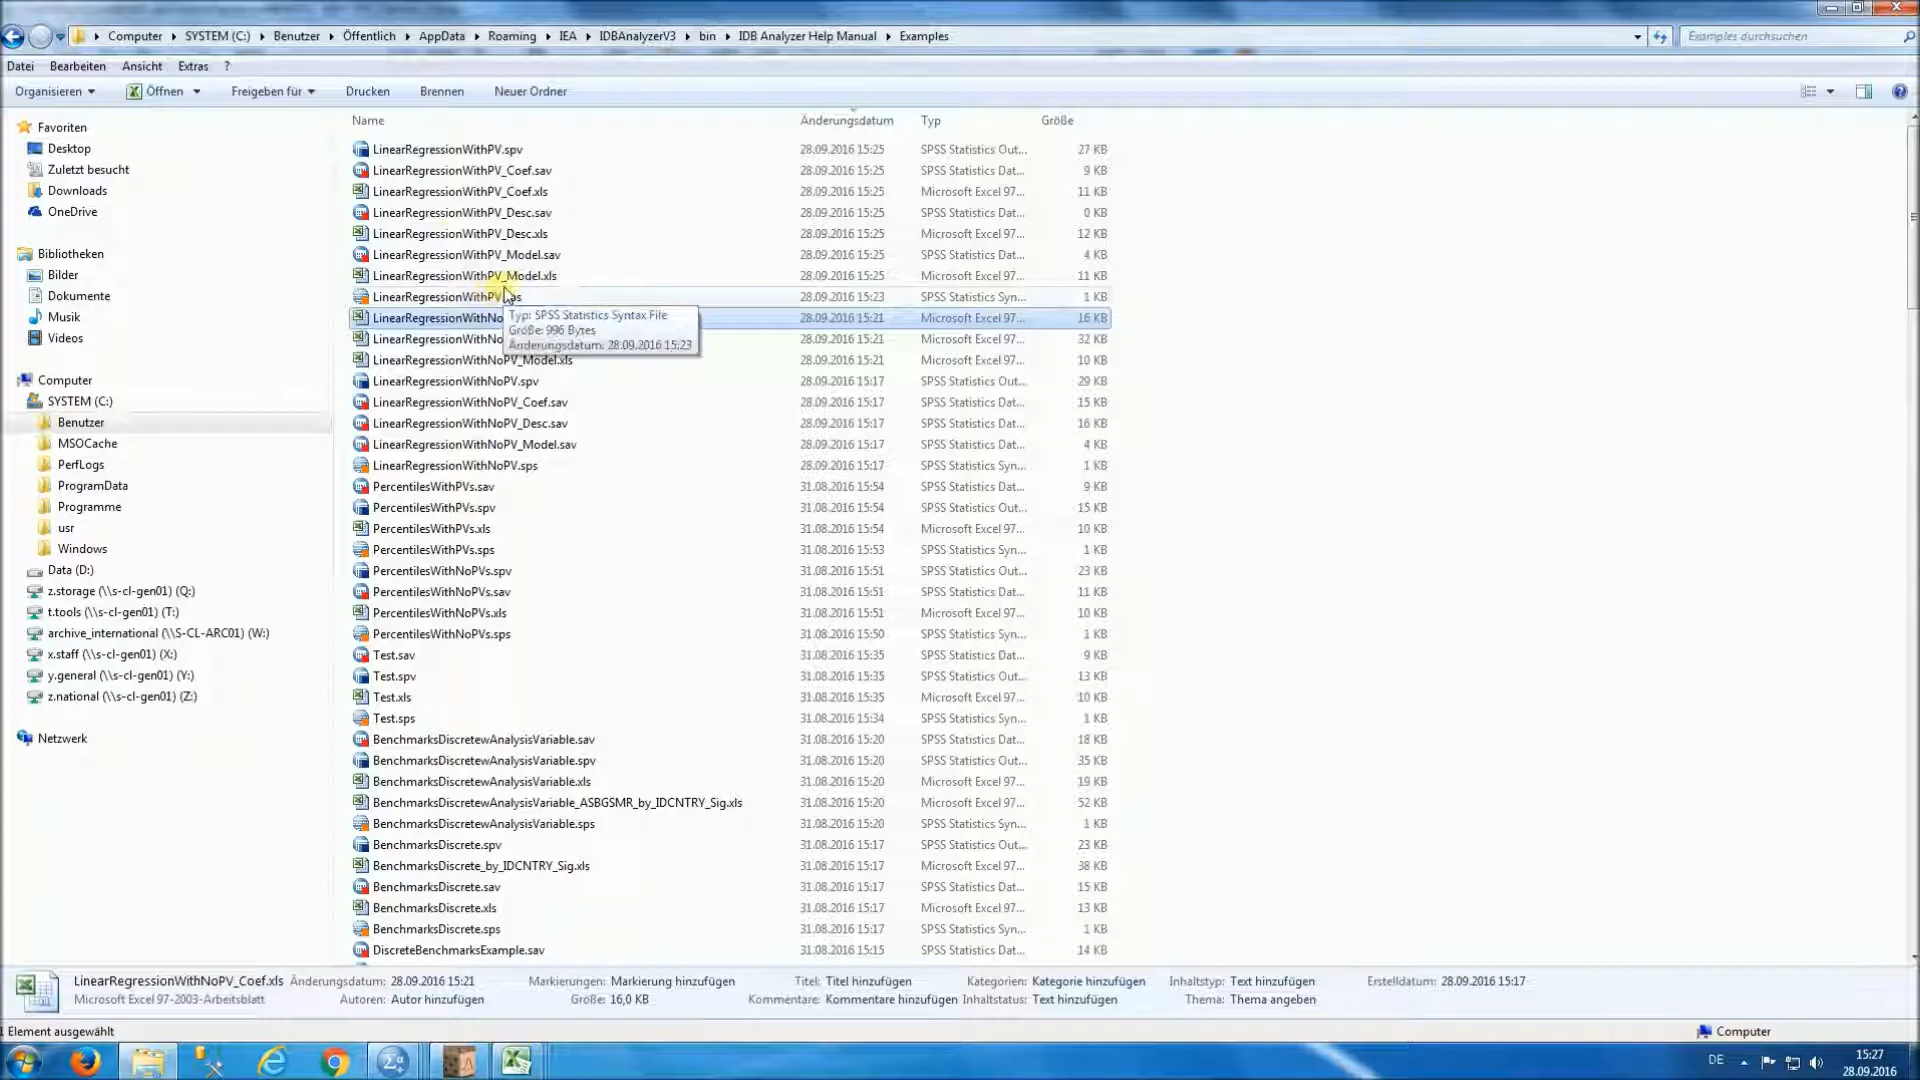 Computer ▸ SYSTEM (C:) ▸ Benutzer ▸ Öffentlich ▸ AppData ▸ Roaming ▸ IEA ▸ IDBAnalyzerV3 ▸ bin ▸ IDB Analyzer Help Manual ▸ Examples
Examples durchsuchen
Datei Bearbeiten Ansicht Extras ?
Organisieren Öffnen Freigeben für Drucken Brennen Neuer Ordner
Name Änderungsdatum Typ Größe
Favoriten
Desktop
Zuletzt besucht
Downloads
OneDrive
Bibliotheken
Bilder
Dokumente
Musik
Videos
Computer
SYSTEM (C:)
Benutzer
MSOCache
PerfLogs
ProgramData
Programme
usr
Windows
Data (D:)
z.storage (\\s-cl-gen01) (Q:)
t.tools (\\s-cl-gen01) (T:)
archive_international (\\S-CL-ARC01) (W:)
x.staff (\\s-cl-gen01) (X:)
y.general (\\s-cl-gen01) (Y:)
z.national (\\s-cl-gen01) (Z:)
Netzwerk
LinearRegressionWithPV.spv 28.09.2016 15:25 SPSS Statistics Out... 27 KB
LinearRegressionWithPV_Coef.sav 28.09.2016 15:25 SPSS Statistics Dat... 9 KB
LinearRegressionWithPV_Coef.xls 28.09.2016 15:25 Microsoft Excel 97... 11 KB
LinearRegressionWithPV_Desc.sav 28.09.2016 15:25 SPSS Statistics Dat... 0 KB
LinearRegressionWithPV_Desc.xls 28.09.2016 15:25 Microsoft Excel 97... 12 KB
LinearRegressionWithPV_Model.sav 28.09.2016 15:25 SPSS Statistics Dat... 4 KB
LinearRegressionWithPV_Model.xls 28.09.2016 15:25 Microsoft Excel 97... 11 KB
LinearRegressionWithPV 28.09.2016 15:23 SPSS Statistics Syn... 1 KB
LinearRegressionWithNo 28.09.2016 15:21 Microsoft Excel 97... 16 KB
LinearRegressionWithNo 28.09.2016 15:21 Microsoft Excel 97... 32 KB
Typ: SPSS Statistics Syntax File
Größe: 996 Bytes
Änderungsdatum: 28.09.2016 15:23
LinearRegressionWithNoPV_Model.xls 28.09.2016 15:21 Microsoft Excel 97... 10 KB
LinearRegressionWithNoPV.spv 28.09.2016 15:17 SPSS Statistics Out... 29 KB
LinearRegressionWithNoPV_Coef.sav 28.09.2016 15:17 SPSS Statistics Dat... 15 KB
LinearRegressionWithNoPV_Desc.sav 28.09.2016 15:17 SPSS Statistics Dat... 16 KB
LinearRegressionWithNoPV_Model.sav 28.09.2016 15:17 SPSS Statistics Dat... 4 KB
LinearRegressionWithNoPV.sps 28.09.2016 15:17 SPSS Statistics Syn... 1 KB
PercentilesWithPVs.sav 31.08.2016 15:54 SPSS Statistics Dat... 9 KB
PercentilesWithPVs.spv 31.08.2016 15:54 SPSS Statistics Out... 15 KB
PercentilesWithPVs.xls 31.08.2016 15:54 Microsoft Excel 97... 10 KB
PercentilesWithPVs.sps 31.08.2016 15:53 SPSS Statistics Syn... 1 KB
PercentilesWithNoPVs.spv 31.08.2016 15:51 SPSS Statistics Out... 23 KB
PercentilesWithNoPVs.sav 31.08.2016 15:51 SPSS Statistics Dat... 11 KB
PercentilesWithNoPVs.xls 31.08.2016 15:51 Microsoft Excel 97... 10 KB
PercentilesWithNoPVs.sps 31.08.2016 15:50 SPSS Statistics Syn... 1 KB
Test.sav 31.08.2016 15:35 SPSS Statistics Dat... 9 KB
Test.spv 31.08.2016 15:35 SPSS Statistics Out... 13 KB
Test.xls 31.08.2016 15:35 Microsoft Excel 97... 10 KB
Test.sps 31.08.2016 15:34 SPSS Statistics Syn... 1 KB
BenchmarksDiscretewAnalysisVariable.sav 31.08.2016 15:20 SPSS Statistics Dat... 18 KB
BenchmarksDiscretewAnalysisVariable.spv 31.08.2016 15:20 SPSS Statistics Out... 35 KB
BenchmarksDiscretewAnalysisVariable.xls 31.08.2016 15:20 Microsoft Excel 97... 19 KB
BenchmarksDiscretewAnalysisVariable_ASBGSMR_by_IDCNTRY_Sig.xls 31.08.2016 15:20 Microsoft Excel 97... 52 KB
BenchmarksDiscretewAnalysisVariable.sps 31.08.2016 15:20 SPSS Statistics Syn... 1 KB
BenchmarksDiscrete.spv 31.08.2016 15:17 SPSS Statistics Out... 23 KB
BenchmarksDiscrete_by_IDCNTRY_Sig.xls 31.08.2016 15:17 Microsoft Excel 97... 38 KB
BenchmarksDiscrete.sav 31.08.2016 15:17 SPSS Statistics Dat... 15 KB
BenchmarksDiscrete.xls 31.08.2016 15:17 Microsoft Excel 97... 13 KB
BenchmarksDiscrete.sps 31.08.2016 15:17 SPSS Statistics Syn... 1 KB
DiscreteBenchmarksExample.sav 31.08.2016 15:15 SPSS Statistics Dat... 14 KB
LinearRegressionWithNoPV_Coef.xls Änderungsdatum: 28.09.2016 15:21 Markierungen: Markierung hinzufügen Titel: Titel hinzufügen Kategorien: Kategorie hinzufügen Inhaltstyp: Text hinzufügen Erstelldatum: 28.09.2016 15:17
Microsoft Excel 97-2003-Arbeitsblatt Autoren: Autor hinzufügen Größe: 16,0 KB Kommentare: Kommentare hinzufügen Inhaltstatus: Text hinzufügen Thema: Thema angeben
1 Element ausgewählt Computer
DE 15:27
28.09.2016